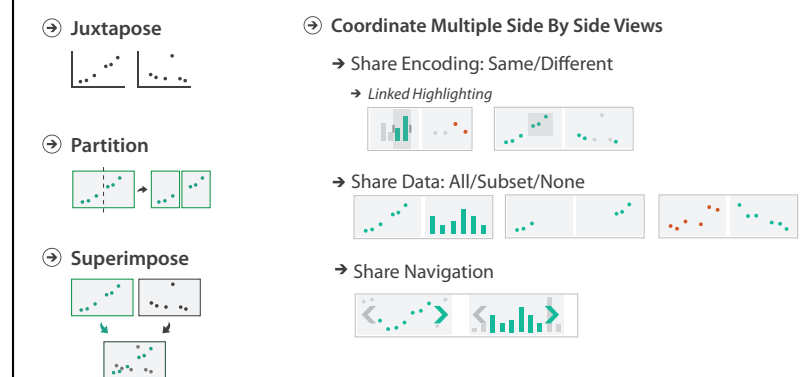 Juxtapose
Partition
Superimpose
Coordinate Multiple Side By Side Views
Share Encoding: Same/Different
Linked Highlighting
Share Data: All/Subset/None
Share Navigation